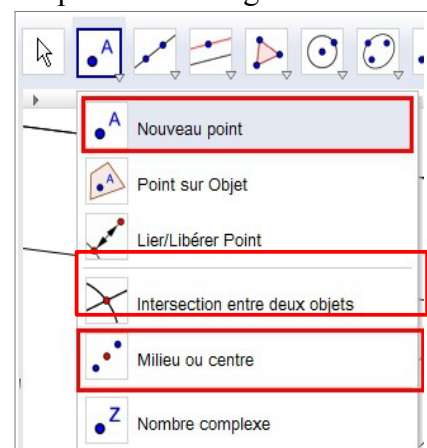 A
A
Nouveau point
A
Point sur Objet
Lier/Libérer Point
Intersection entre deux objets
Milieu ou centre
Z
Nombre complexe